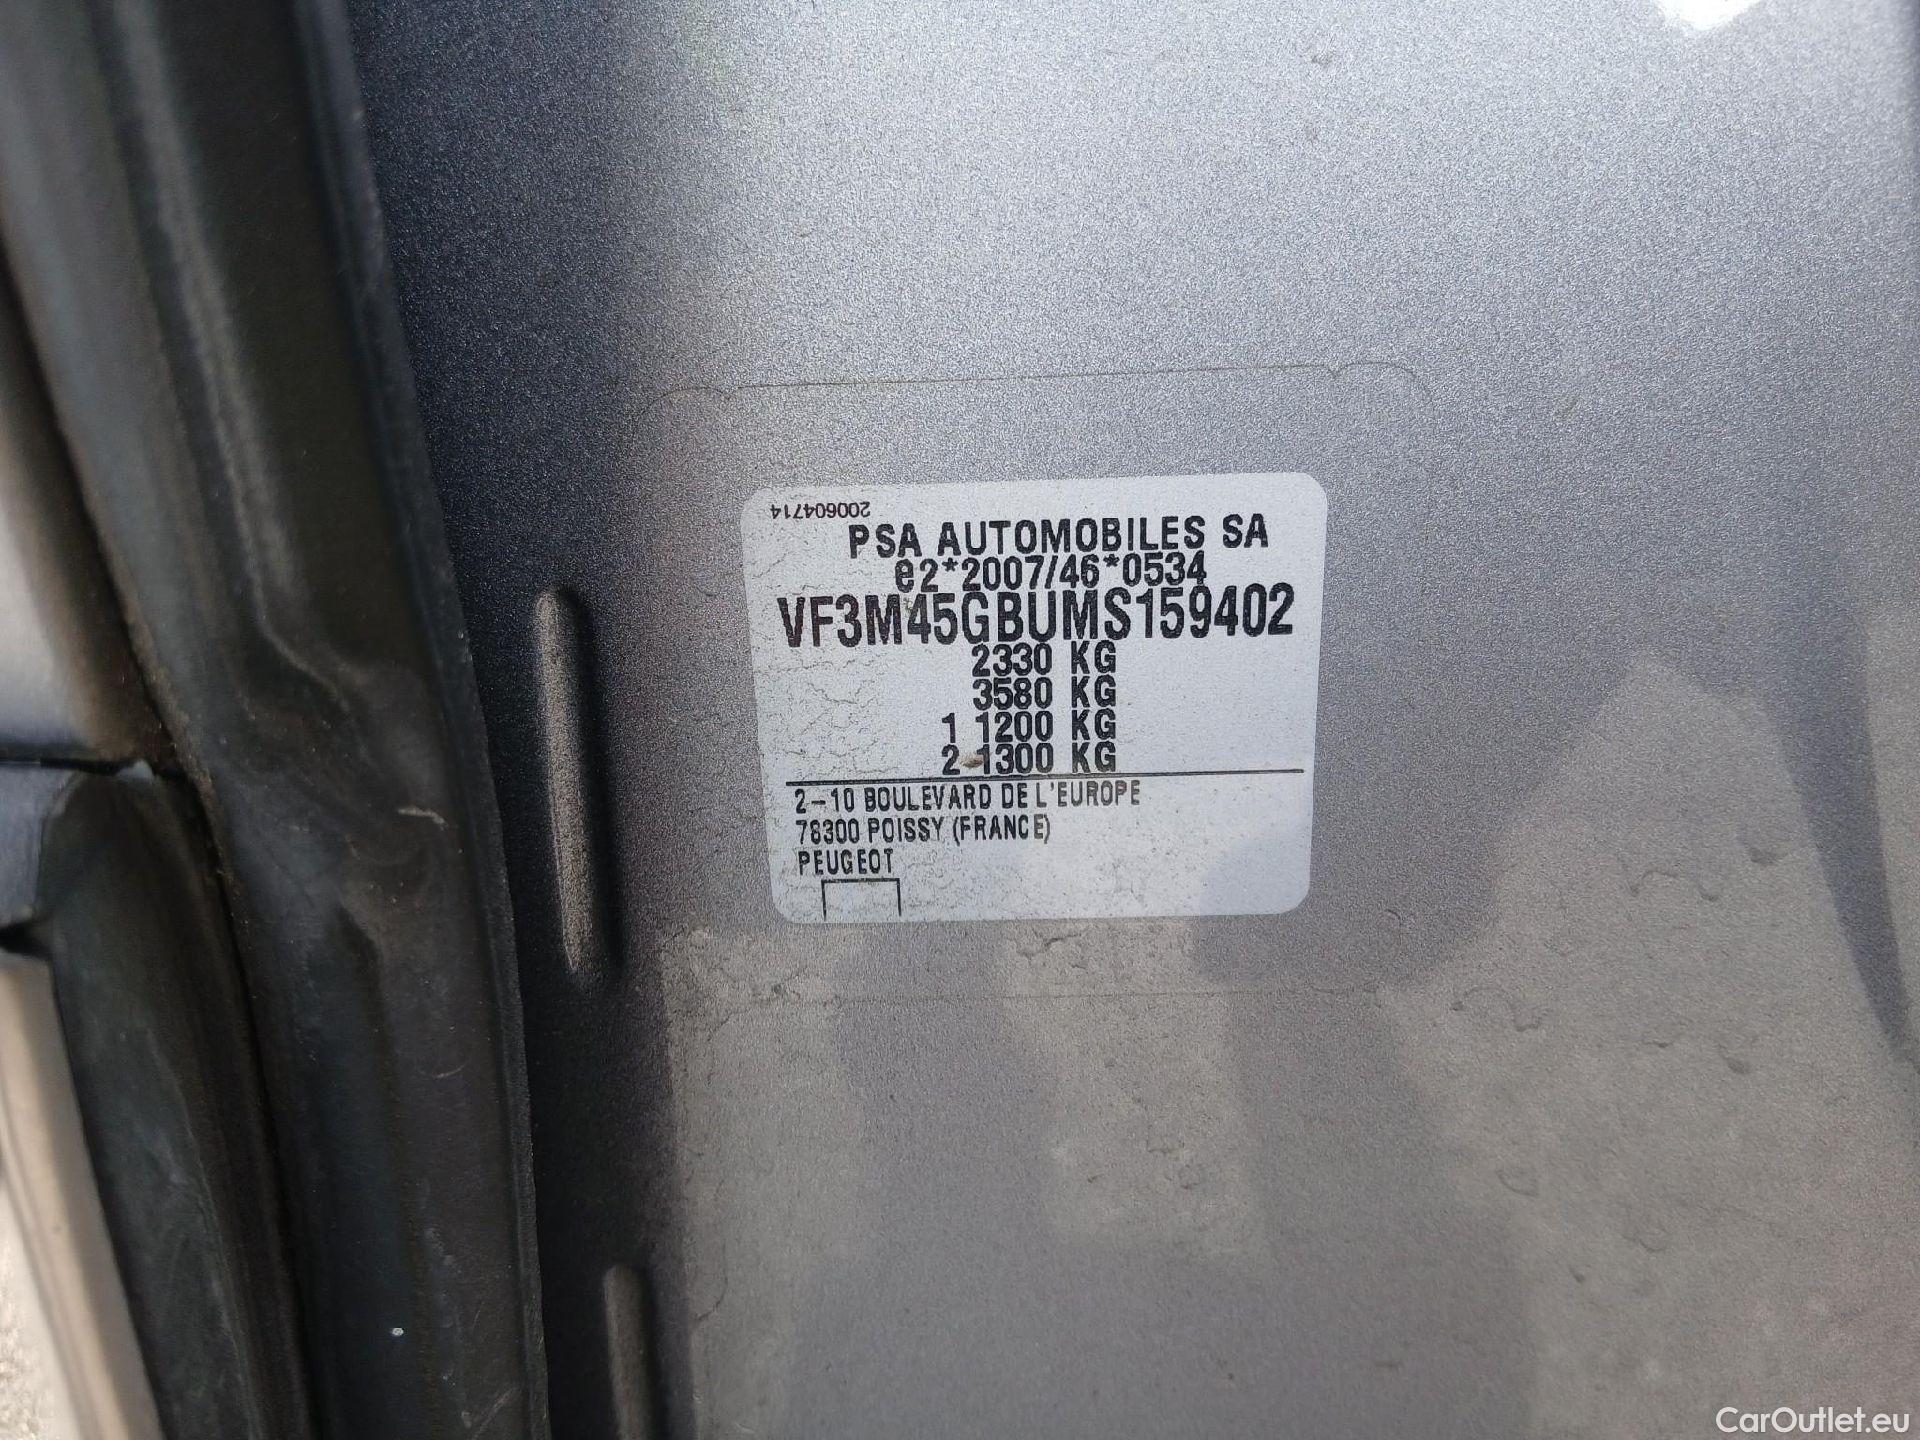 200604714
PSA AUTOMOBILES SA
e2*2007/46*0534
VF3M45GBUMS159402
2330 KG
3580 KG
1 1200 KG
2 1300 KG
2-10 BOULEVARD DE L'EUROPE
78300 POISSY (FRANCE)
PEUGEOT
CarOutlet.eu